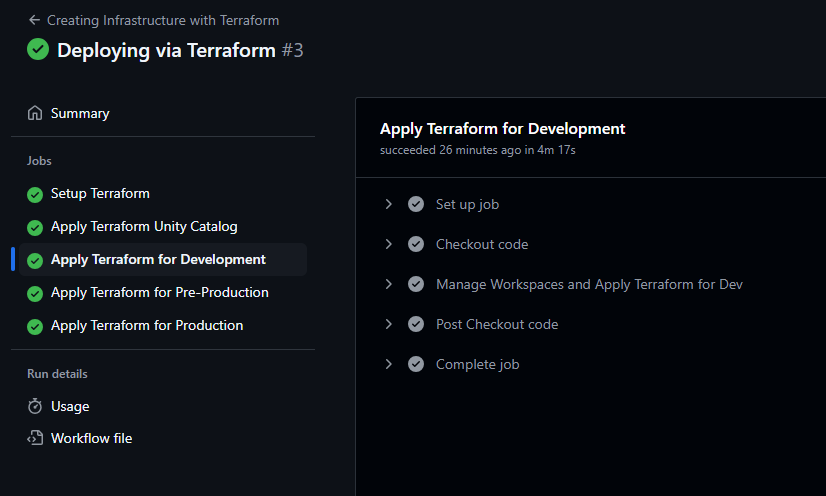 Creating Infrastructure with Terraform
Deploying via Terraform #3
Summary
Jobs
Setup Terraform
Apply Terraform Unity Catalog
Apply Terraform for Development
Apply Terraform for Pre-Production
Apply Terraform for Production
Run details
Usage
Workflow file
Apply Terraform for Development
succeeded 26 minutes ago in 4m 17s
Set up job
Checkout code
Manage Workspaces and Apply Terraform for Dev
Post Checkout code
Complete job